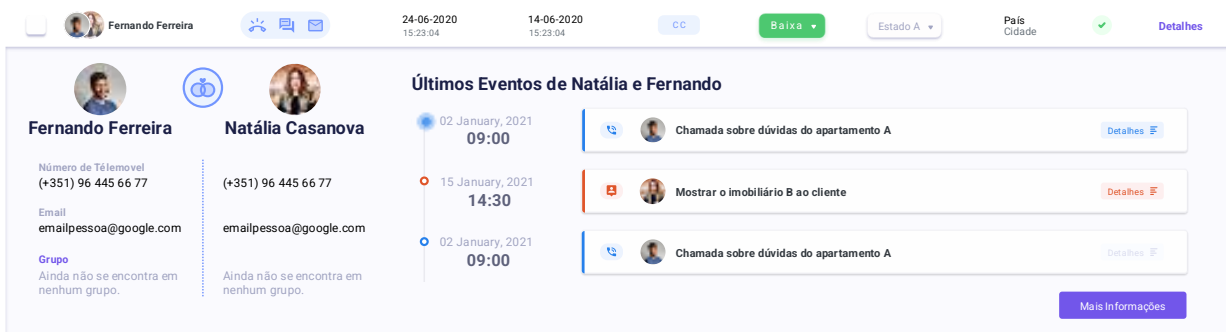 Fernando Ferreira
24-06-2020
15:23:04
14-06-2020
15:23:04
CC
Baixa
Estado A
País
Cidade
Detalhes
Fernando Ferreira
Natália Casanova
Número de Télemovel
(+351) 96 445 66 77
(+351) 96 445 66 77
Email
emailpessoa@google.com
emailpessoa@google.com
Grupo
Ainda não se encontra em
nenhum grupo.
Ainda não se encontra em
nenhum grupo.
Últimos Eventos de Natália e Fernando
02 January, 2021
09:00
Chamada sobre dúvidas do apartamento A
Detalhes
15 January, 2021
14:30
Mostrar o imobiliário B ao cliente
Detalhes
02 January, 2021
09:00
Chamada sobre dúvidas do apartamento A
Detalhes
Mais Informações